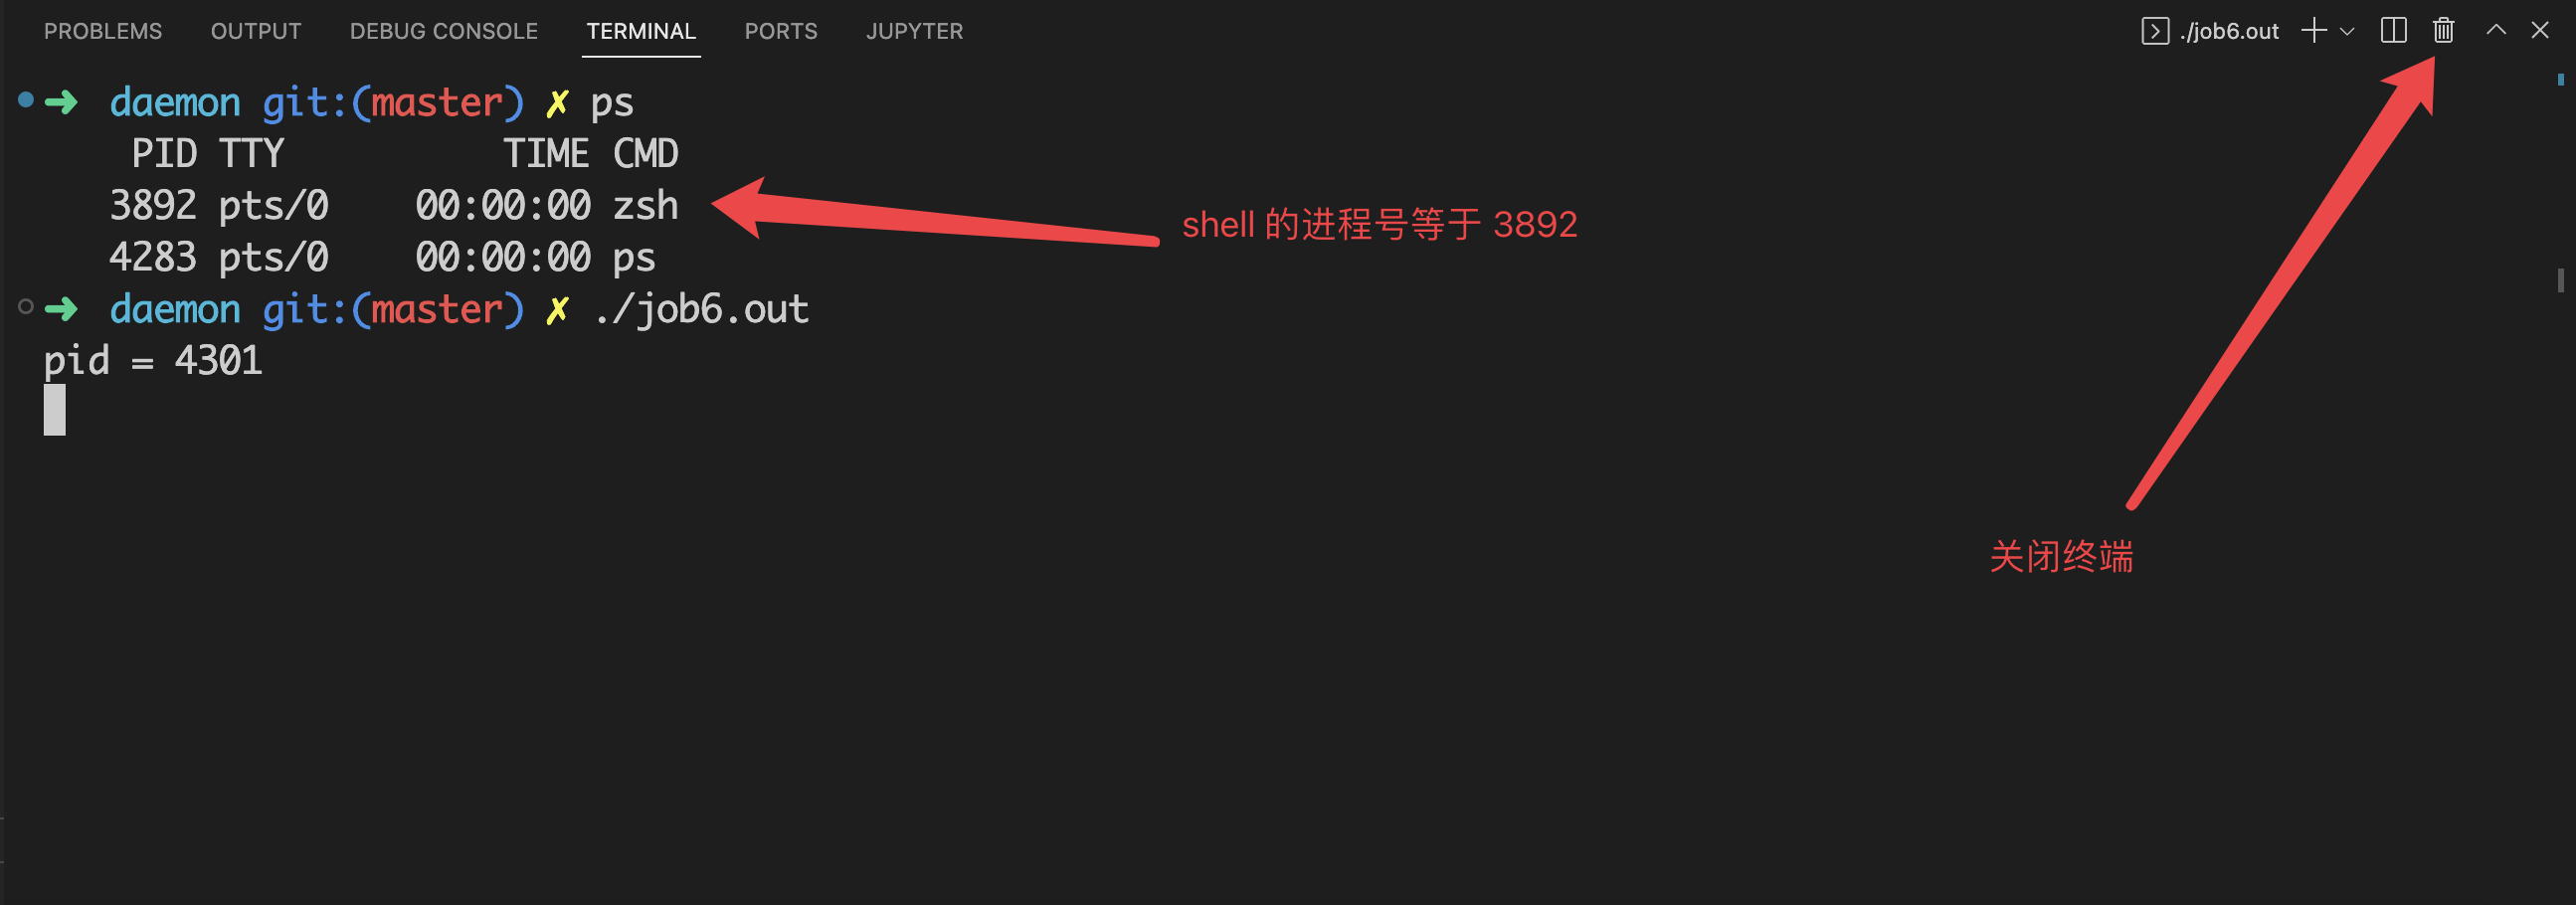 PROBLEMS OUTPUT DEBUG CONSOLE TERMINAL PORTS JUPYTER ./job6.out
➜ daemon git:(master) ✗ ps
PID TTY TIME CMD
3892 pts/0 00:00:00 zsh
shell 的进程号等于 3892
4283 pts/0 00:00:00 ps
➜ daemon git:(master) ✗ ./job6.out
pid = 4301
关闭终端